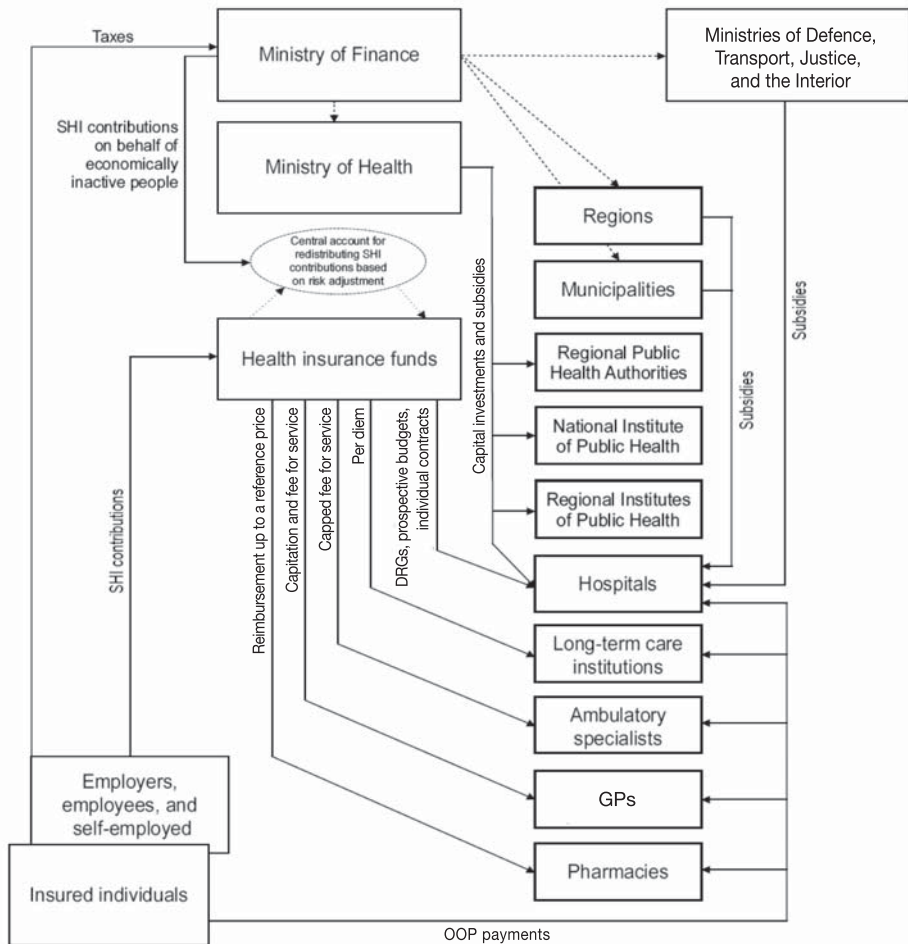 Taxes
Ministry of Finance
Ministries of Defence,
Transport, Justice,
and the Interior
SHI contributions
on behalf of
economically
inactive people
Ministry of Health
Central account for
redistributing SHI
contributions based
on risk adjustment
Regions
Municipalities
Health insurance funds
Regional Public
Health Authorities
National Institute
of Public Health
Regional Institutes
of Public Health
Capital investments and subsidies
Subsidies
Subsidies
SHI contributions
Reimbursement up to a reference price
Capitation and fee for service
Capped fee for service
Per diem
DRGs, prospective budgets,
individual contracts
Hospitals
Long-term care
institutions
Ambulatory
specialists
GPs
Pharmacies
Employers,
employees, and
self-employed
Insured individuals
OOP payments